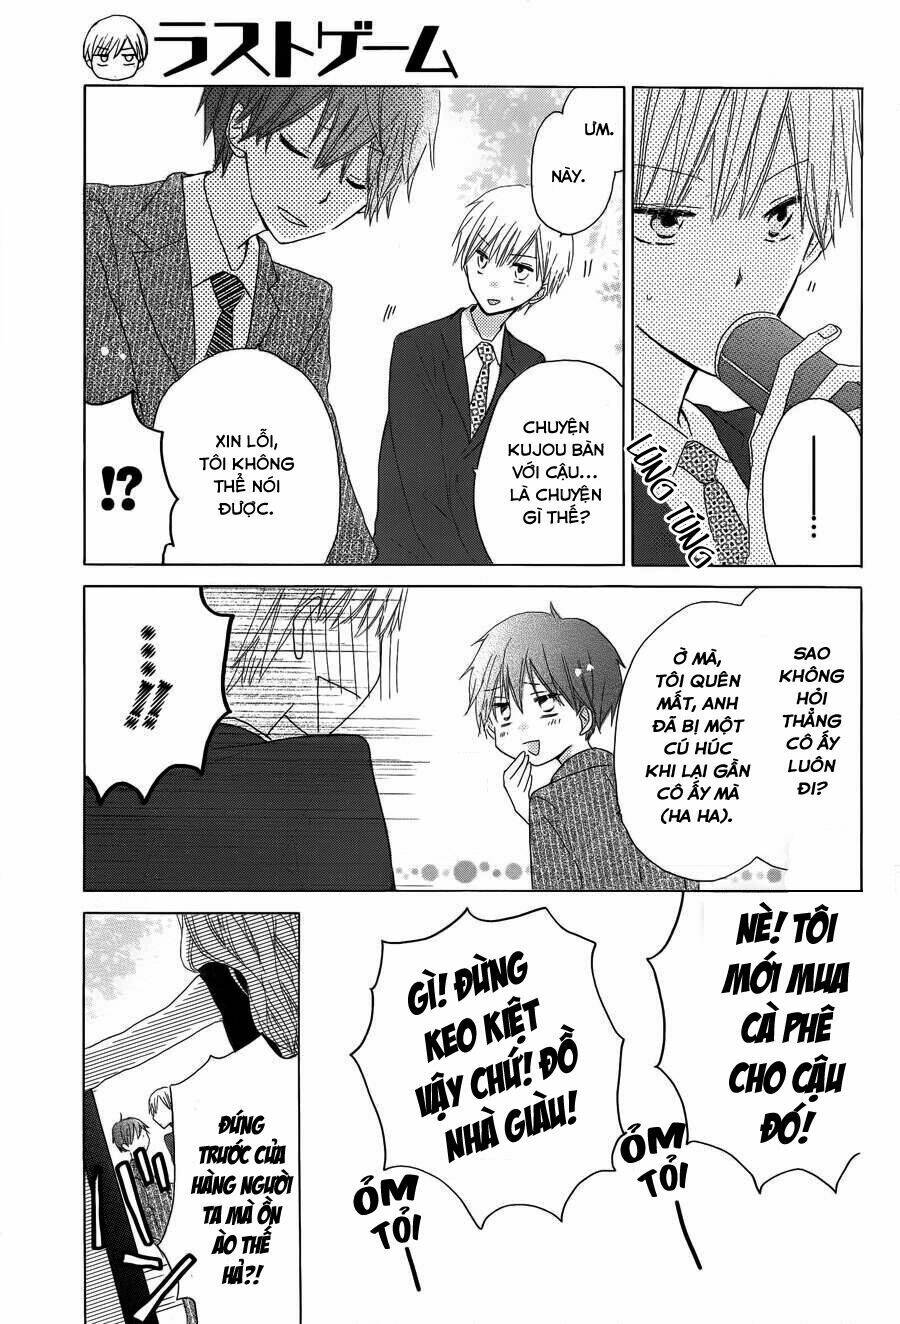 ラストゲーム
ƯM.
NÀY.
CHUYỆN
KUJOU BÀN
VỚI CẬU...
LÀ CHUYỆN
GÌ THẾ?
LÚNG TÚNG
XIN LỖI,
TÔI KHÔNG
THỂ NÓI
ĐƯỢC.
!?
SAO
KHÔNG
HỎI
THẲNG
CÔ ẤY
LUÔN
ĐI?
Ờ MÀ,
TÔI QUÊN
MẤT, ANH
ĐÃ BỊ MỘT
CÚ HÚC
KHI LẠI GẦN
CÔ ẤY MÀ
(HA HA).
....!!
NÈ! TÔI
MỚI MUA
CÀ PHÊ
CHO CẬU
ĐÓ!
ỎM
TỎI
GÌ! ĐỪNG
KEO KIỆT
VẬY CHỨ! ĐỒ
NHÀ GIÀU!
ỎM
TỎI
ĐỨNG
TRƯỚC CỬA
HÀNG NGƯỜI
TA MÀ ỒN
ÀO THẾ
HẢ?!